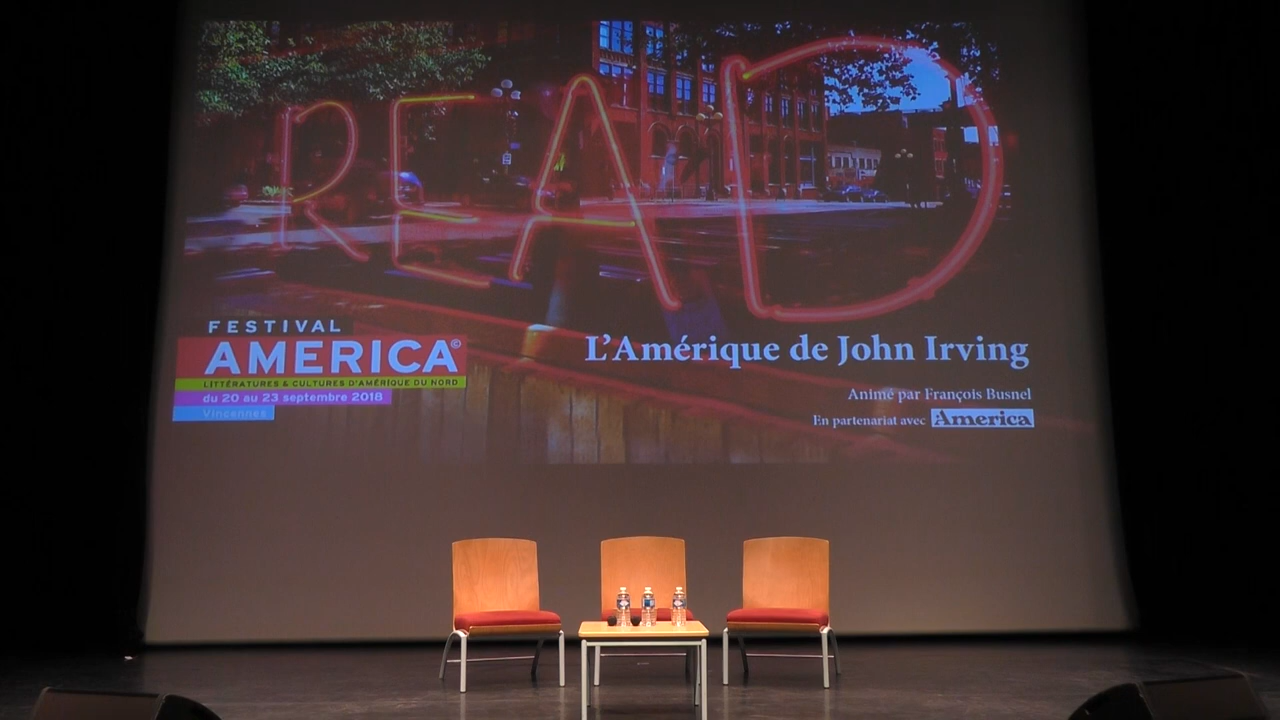 READ
FESTIVAL
AMERICA©
LITTÉRATURES & CULTURES D'AMÉRIQUE DU NORD
du 20 au 23 septembre 2018
Vincennes
L'Amérique de John Irving
Animé par François Busnel
En partenariat avec America